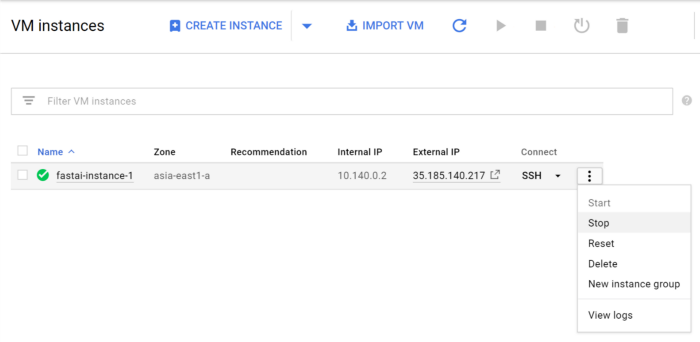 VM instances CREATE INSTANCE IMPORT VM
Filter VM instances
Name Zone Recommendation Internal IP External IP Connect
fastai-instance-1 asia-east1-a 10.140.0.2 35.185.140.217 SSH
Start
Stop
Reset
Delete
New instance group
View logs